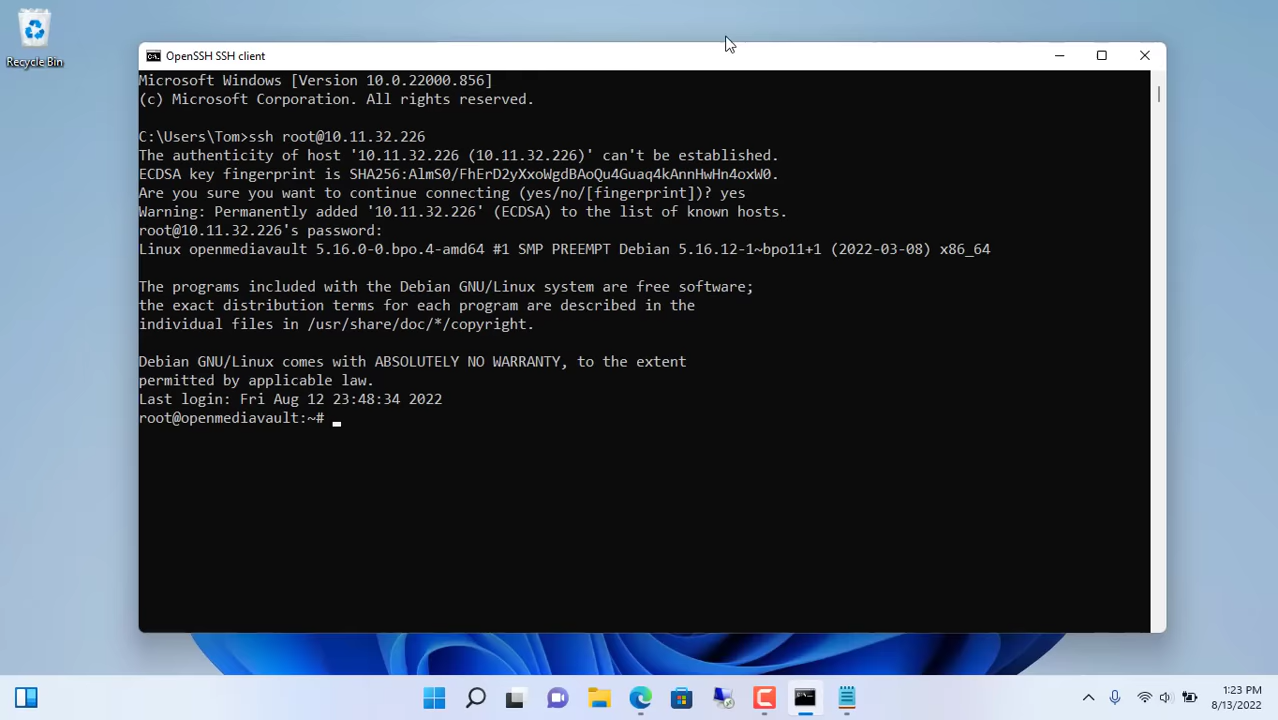 Recycle Bin
OpenSSH SSH client
Microsoft Windows [Version 10.0.22000.856]
(c) Microsoft Corporation. All rights reserved.
C:\Users\Tom>ssh root@10.11.32.226
The authenticity of host '10.11.32.226 (10.11.32.226)' can't be established.
ECDSA key fingerprint is SHA256:AlmS0/FhErD2yXxoWgdBAoQu4Guaq4kAnnHwHn4oxW0.
Are you sure you want to continue connecting (yes/no/[fingerprint])? yes
Warning: Permanently added '10.11.32.226' (ECDSA) to the list of known hosts.
root@10.11.32.226's password:
Linux openmediavault 5.16.0-0.bpo.4-amd64 #1 SMP PREEMPT Debian 5.16.12-1~bpo11+1 (2022-03-08) x86_64
The programs included with the Debian GNU/Linux system are free software;
the exact distribution terms for each program are described in the
individual files in /usr/share/doc/*/copyright.
Debian GNU/Linux comes with ABSOLUTELY NO WARRANTY, to the extent
permitted by applicable law.
Last login: Fri Aug 12 23:48:34 2022
root@openmediavault:~#
1:23 PM
8/13/2022